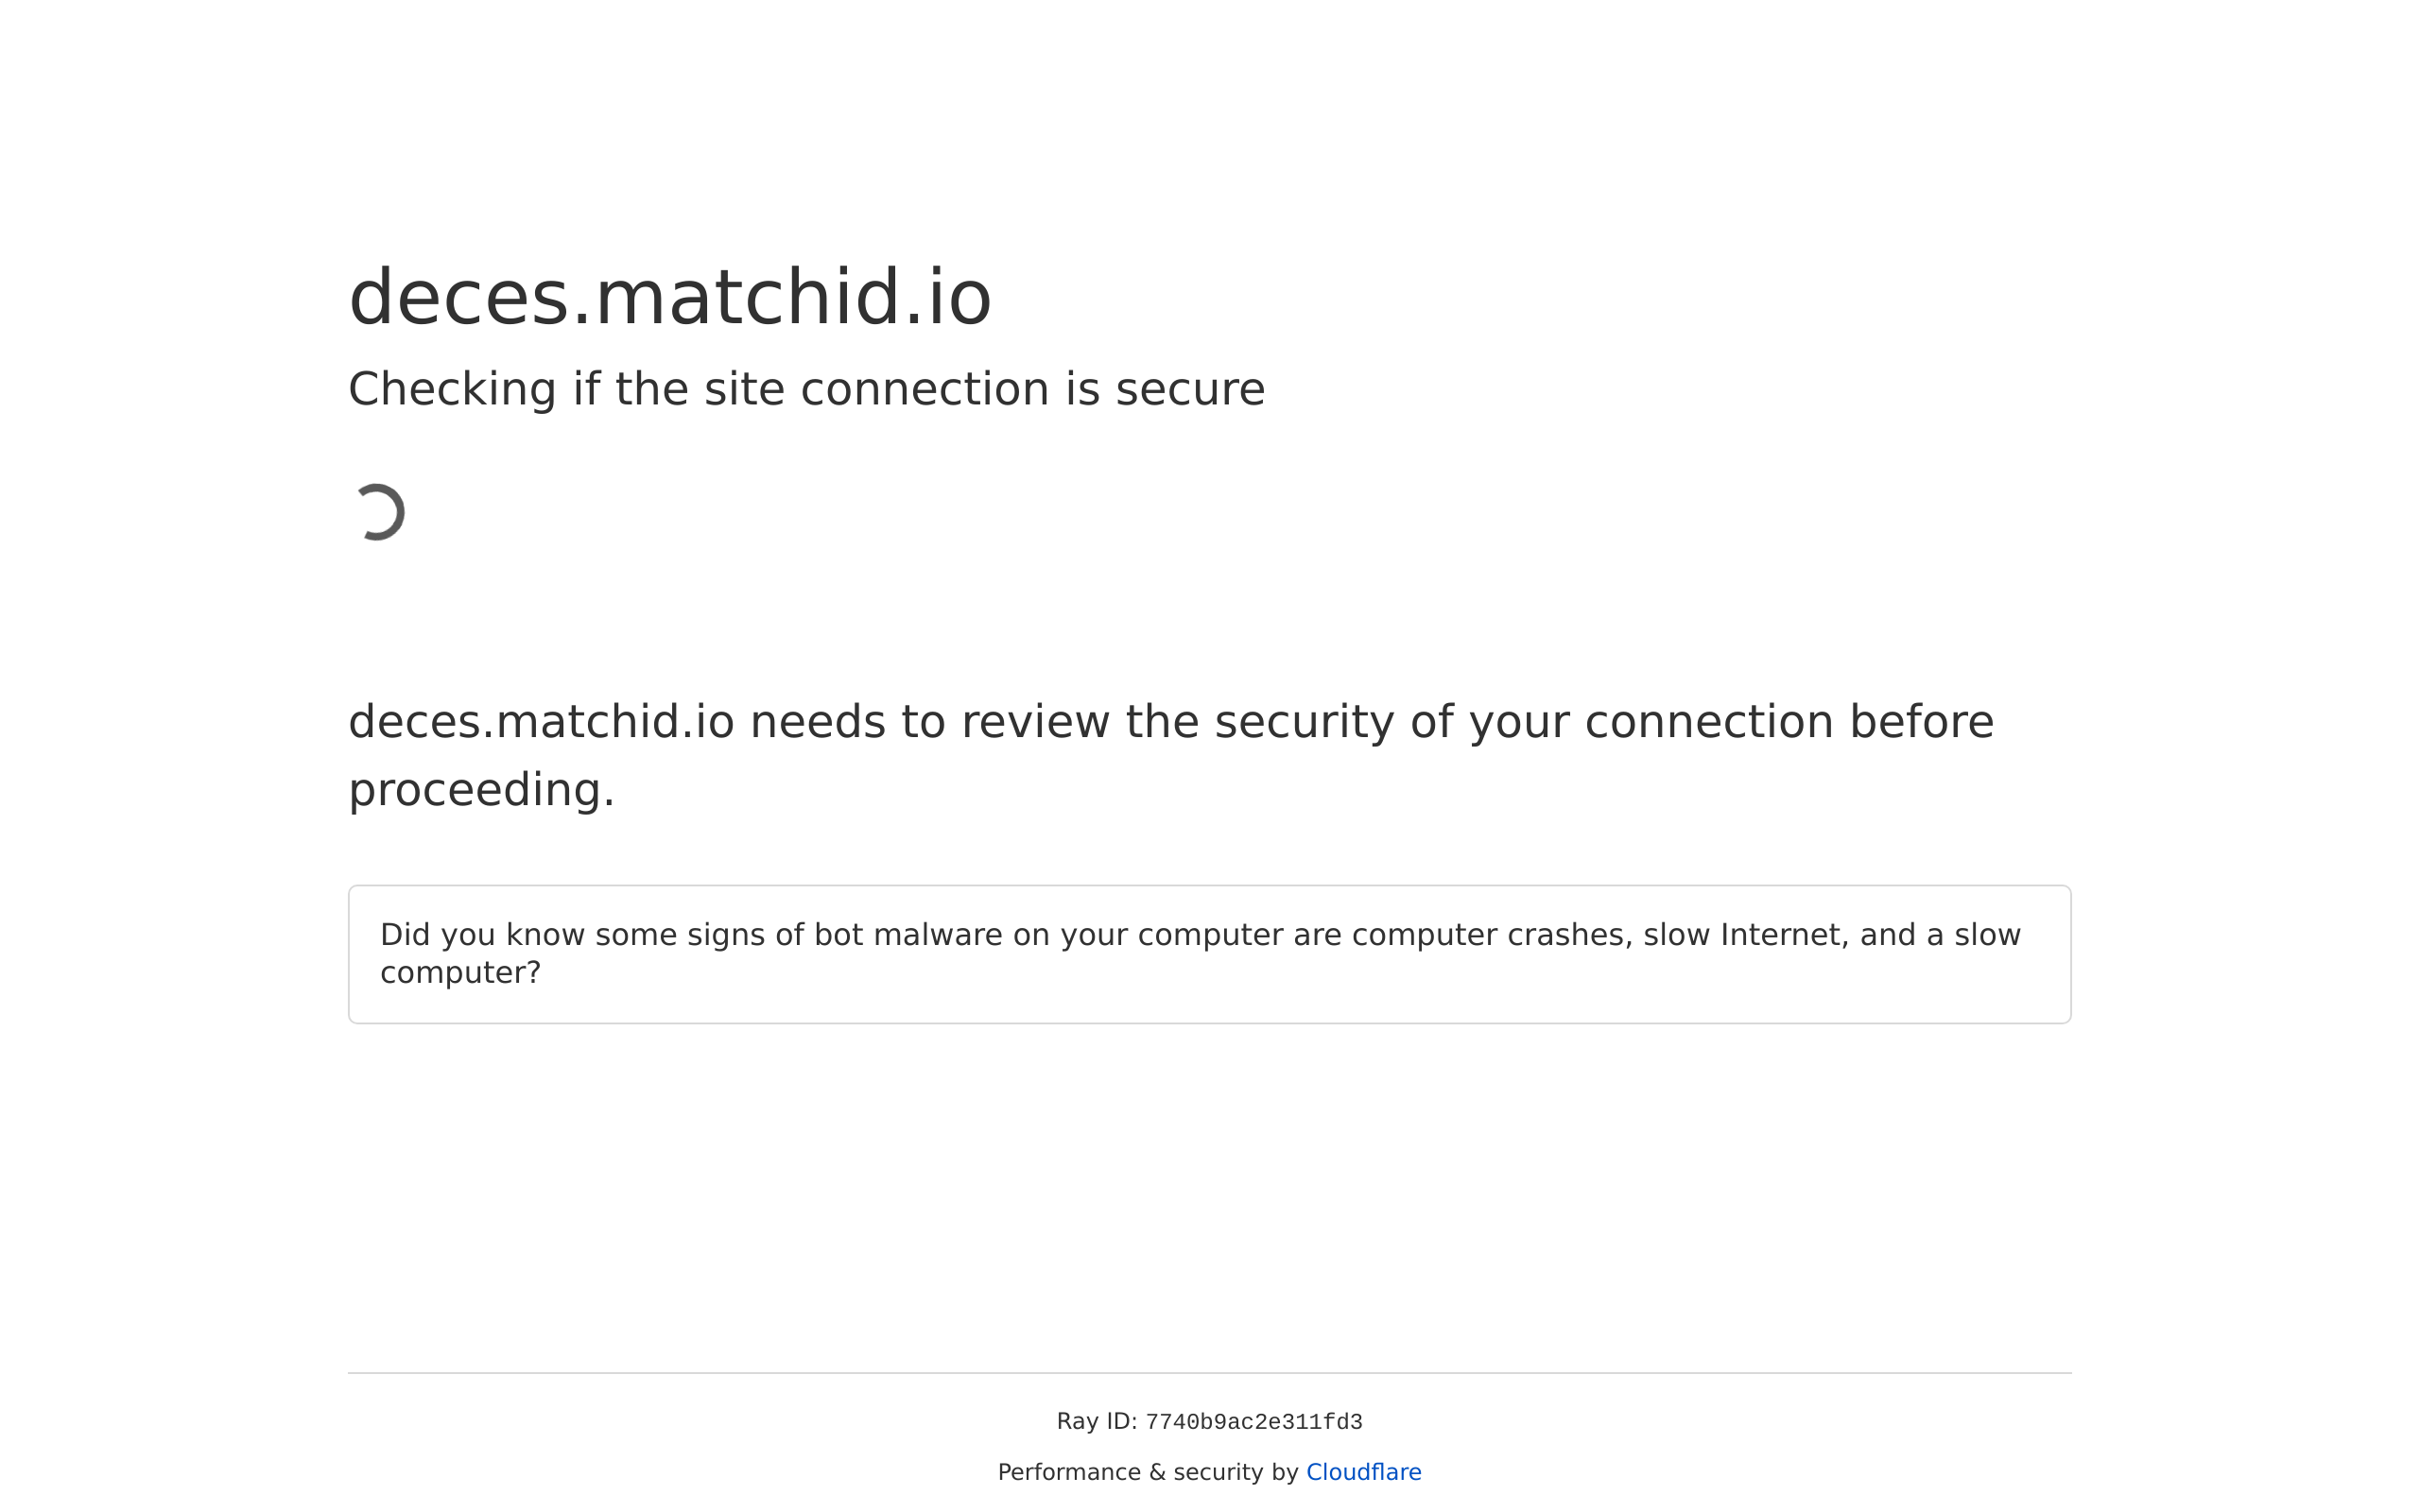 deces.matchid.io
Checking if the site connection is secure
deces.matchid.io needs to review the security of your connection before
proceeding.
Did you know some signs of bot malware on your computer are computer crashes, slow Internet, and a slow
computer?
Ray ID: 7740b9ac2e311fd3
Performance & security by Cloudflare